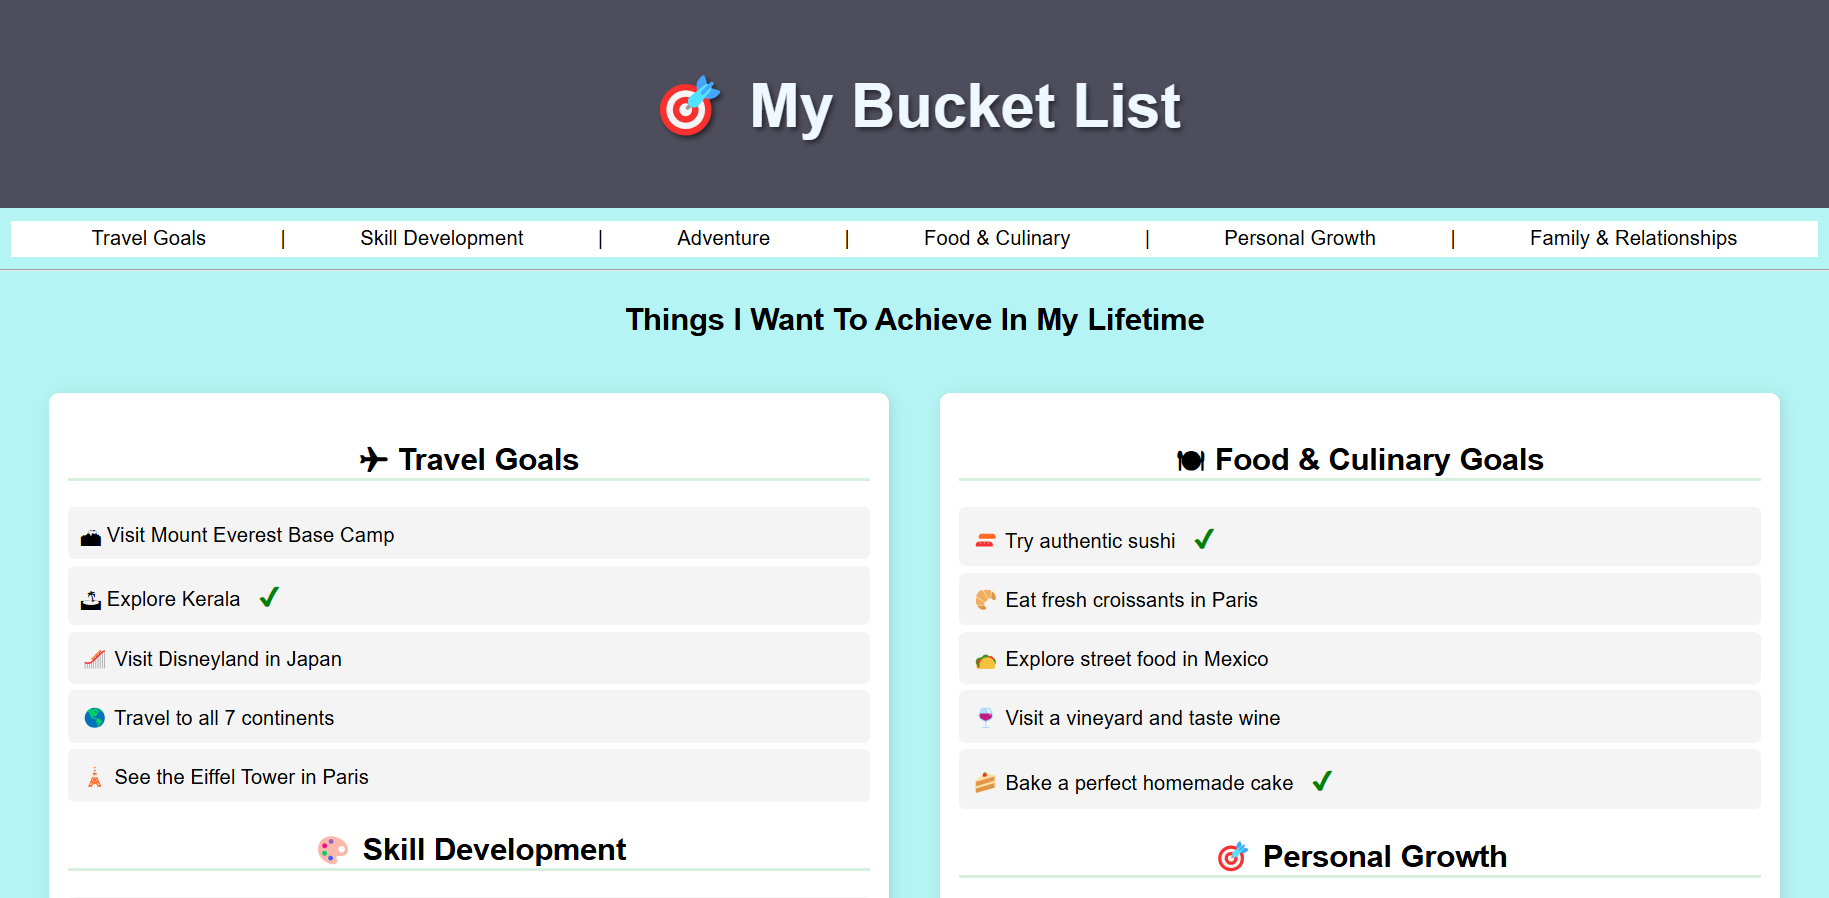 🎯 My Bucket List
Travel Goals | Skill Development | Adventure | Food & Culinary | Personal Growth | Family & Relationships
Things I Want To Achieve In My Lifetime
✈ Travel Goals
🏔 Visit Mount Everest Base Camp
🏝 Explore Kerala ✔
🎢 Visit Disneyland in Japan
🌎 Travel to all 7 continents
🗼 See the Eiffel Tower in Paris
🎨 Skill Development
🍽 Food & Culinary Goals
🍣 Try authentic sushi ✔
🥐 Eat fresh croissants in Paris
🌮 Explore street food in Mexico
🍷 Visit a vineyard and taste wine
🍰 Bake a perfect homemade cake ✔
🎯 Personal Growth